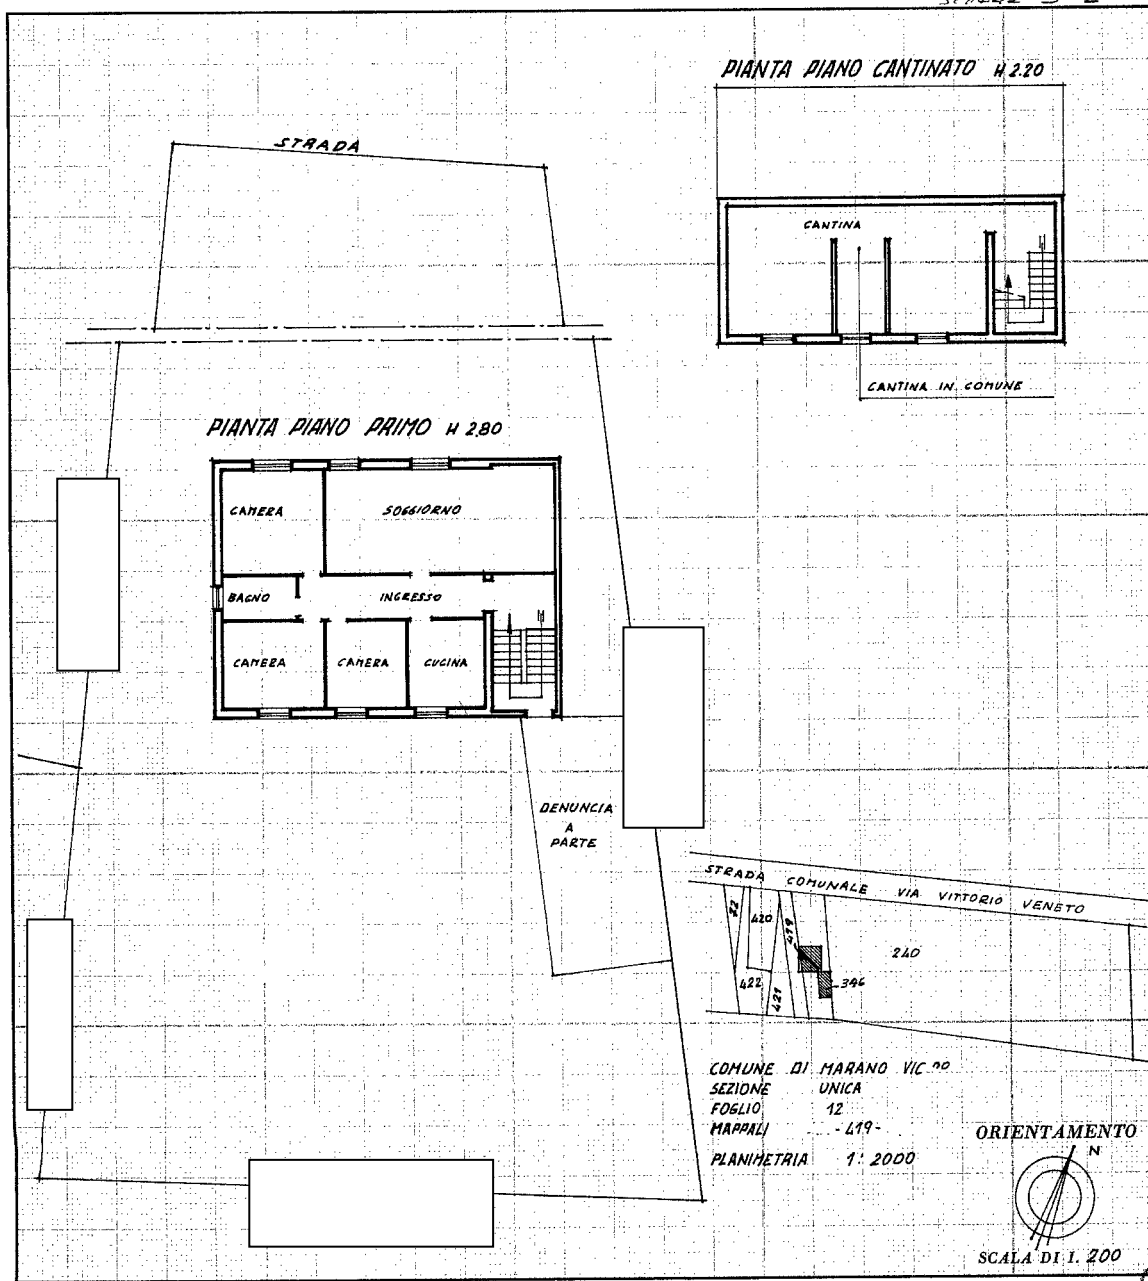 PIANTA PIANO CANTINATO H 2.20
STRADA
CANTINA
CANTINA IN COMUNE
PIANTA PIANO PRIMO H 2.80
CAMERA
SOGGIORNO
BAGNO
INGRESSO
CAMERA
CAMERA
CUCINA
DENUNCIA
A
PARTE
STRADA COMUNALE VIA VITTORIO VENETO
22
420
419
240
422
421
346
COMUNE DI MARANO VIC.no
SEZIONE UNICA
FOGLIO 12
MAPPALI - 419 -
PLANIMETRIA 1: 2000
ORIENTAMENTO
N
SCALA DI 1. 200